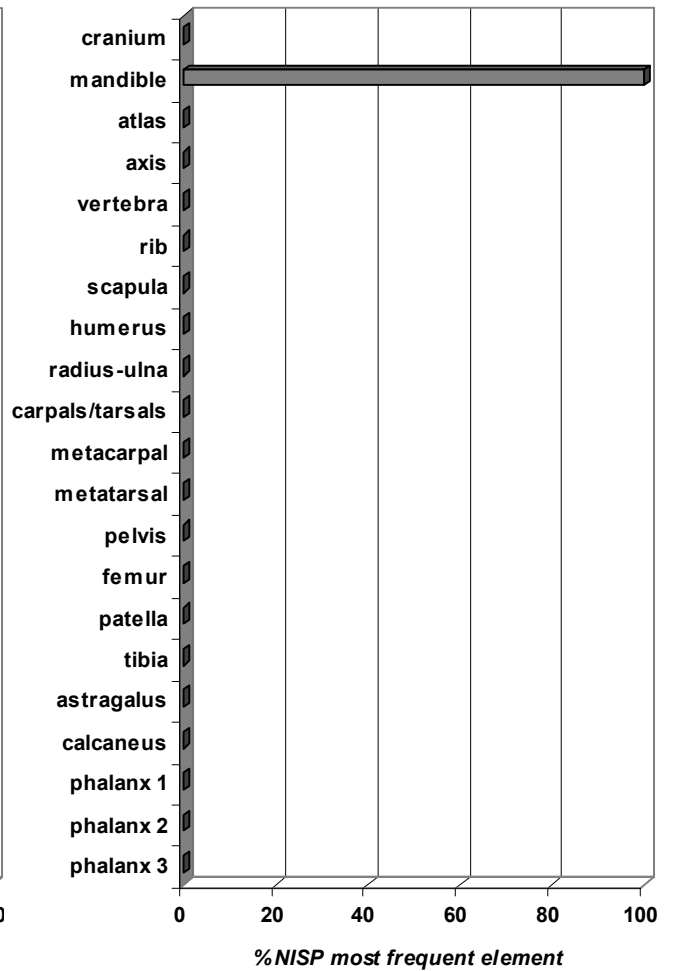 cranium
mandible
atlas
axis
vertebra
rib
scapula
humerus
radius-ulna
carpals/tarsals
metacarpal
metatarsal
pelvis
femur
patella
tibia
astragalus
calcaneus
phalanx 1
phalanx 2
phalanx 3
0 20 40 60 80 100
%NISP most frequent element